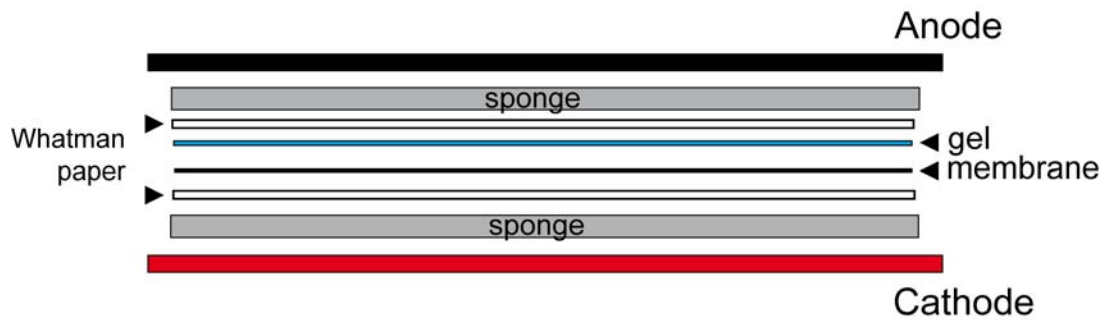 Anode
sponge
Whatman
paper
gel
membrane
sponge
Cathode